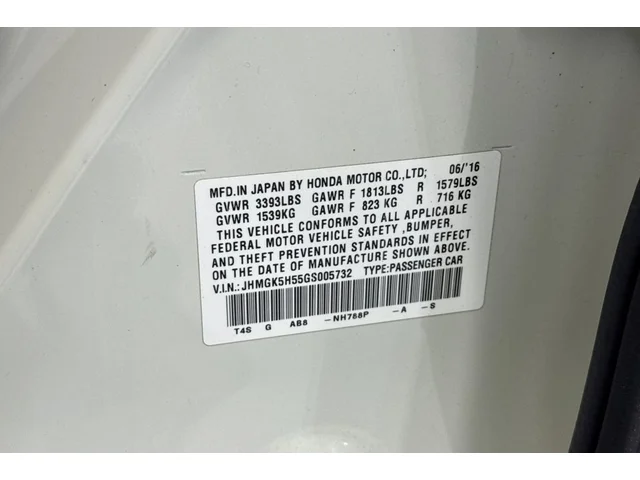 MFD.IN JAPAN BY HONDA MOTOR CO.,LTD; 06/'16
GVWR 3393LBS GAWR F 1813LBS R 1579LBS
GVWR 1539KG GAWR F 823 KG R 716 KG
THIS VEHICLE CONFORMS TO ALL APPLICABLE
FEDERAL MOTOR VEHICLE SAFETY ,BUMPER,
AND THEFT PREVENTION STANDARDS IN EFFECT
ON THE DATE OF MANUFACTURE SHOWN ABOVE.
V.I.N.:JHMGK5H55GS005732 TYPE:PASSENGER CAR
T4S G AB8 -NH788P -A -S